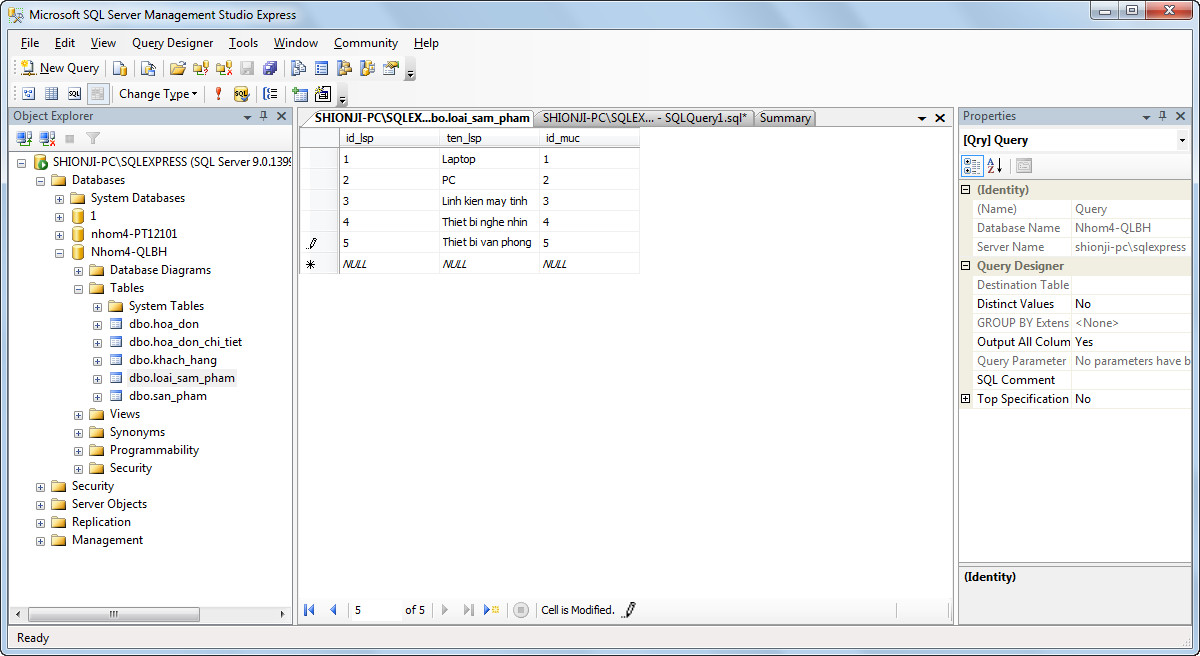 Microsoft SQL Server Management Studio Express
File Edit View Query Designer Tools Window Community Help
New Query
SQL Change Type SQL
Object Explorer
SHIONJI-PC\SQLEXPRESS (SQL Server 9.0.1399
Databases
System Databases
1
nhom4-PT12101
Nhom4-QLBH
Database Diagrams
Tables
System Tables
dbo.hoa_don
dbo.hoa_don_chi_tiet
dbo.khach_hang
dbo.loai_sam_pham
dbo.san_pham
Views
Synonyms
Programmability
Security
Security
Server Objects
Replication
Management
SHIONJI-PC\SQLEX...bo.loai_sam_pham SHIONJI-PC\SQLEX... - SQLQuery1.sql* Summary
id_lsp ten_lsp id_muc
1 Laptop 1
2 PC 2
3 Linh kien may tinh 3
4 Thiet bi nghe nhin 4
5 Thiet bi van phong 5
NULL NULL NULL
5 of 5 Cell is Modified.
Properties
[Qry] Query
(Identity)
(Name) Query
Database Name Nhom4-QLBH
Server Name shionji-pc\sqlexpress
Query Designer
Destination Table
Distinct Values No
GROUP BY Extens <None>
Output All Colum Yes
Query Parameter No parameters have b
SQL Comment
Top Specification No
(Identity)
Ready